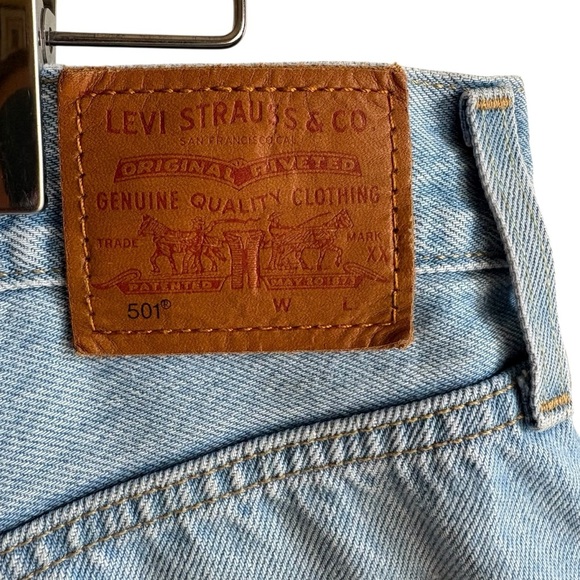 LEVI STRAUSS & CO.
SAN FRANCISCO CAL
ORIGINAL RIVETED
GENUINE QUALITY CLOTHING
TRADE MARK
XX
PATENTED MAY 20 1873
501® W L